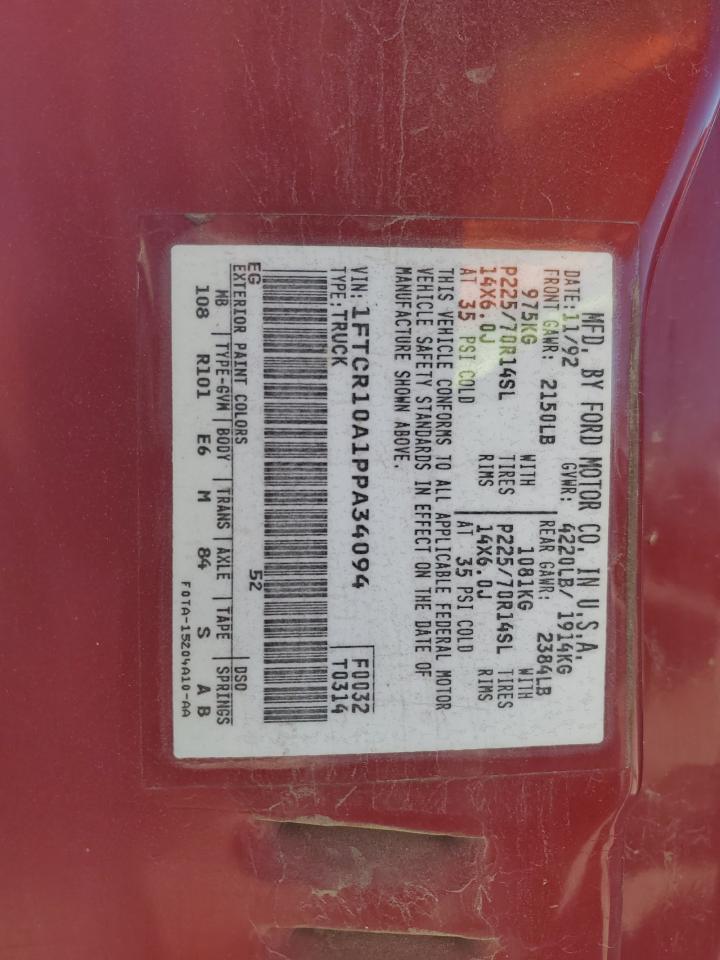 MFD. BY FORD MOTOR CO. IN U.S.A.
DATE: 11/92 GVWR: 4220LB/ 1914KG
FRONT GAWR: 2150LB REAR GAWR: 2384LB
975KG WITH 1081KG WITH
P225/70R14SL TIRES P225/70R14SL TIRES
14X6.0J RIMS 14X6.0J RIMS
AT 35 PSI COLD AT 35 PSI COLD
THIS VEHICLE CONFORMS TO ALL APPLICABLE FEDERAL MOTOR
VEHICLE SAFETY STANDARDS IN EFFECT ON THE DATE OF
MANUFACTURE SHOWN ABOVE.
VIN: 1FTCR10A1PPA34094 F0032
TYPE: TRUCK T0314
EG 52
EXTERIOR PAINT COLORS DSO
WB TYPE-GVM BODY TRANS AXLE TAPE SPRINGS
108 R101 E6 M 84 S A B
F0TA-15204A10-AA